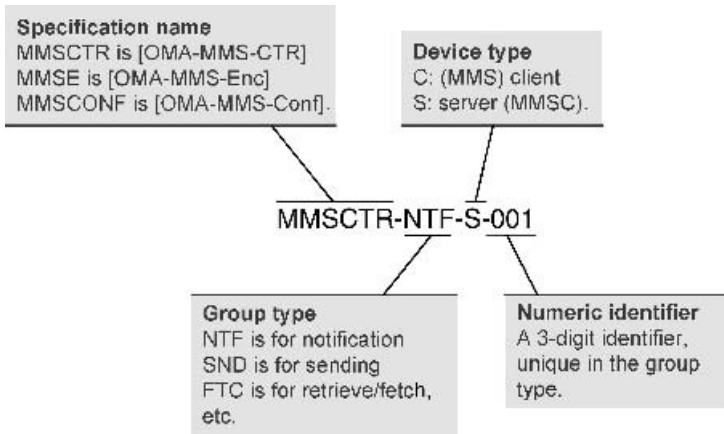 Specification name
MMSCTR is [OMA-MMS-CTR]
MMSE is [OMA-MMS-Enc]
MMSCONF is [OMA-MMS-Conf].
Device type
C: (MMS) client
S: server (MMSC).
MMSCTR-NTF-S-001
Group type
NTF is for notification
SND is for sending
FTC is for retrieve/fetch,
etc.
Numeric identifier
A 3-digit identifier,
unique in the group
type.